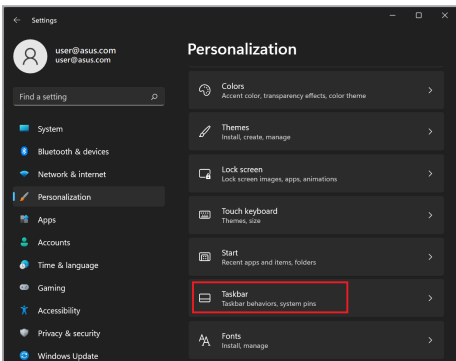 Settings
user@asus.com
user@asus.com
Find a setting
System
Bluetooth & devices
Network & internet
Personalization
Apps
Accounts
Time & language
Gaming
Accessibility
Privacy & security
Windows Update
Personalization
Colors
Accent color, transparency effects, color theme
Themes
Install, create, manage
Lock screen
Lock screen images, apps, animations
Touch keyboard
Themes, size
Start
Recent apps and items, folders
Taskbar
Taskbar behaviors, system pins
Fonts
Install, manage